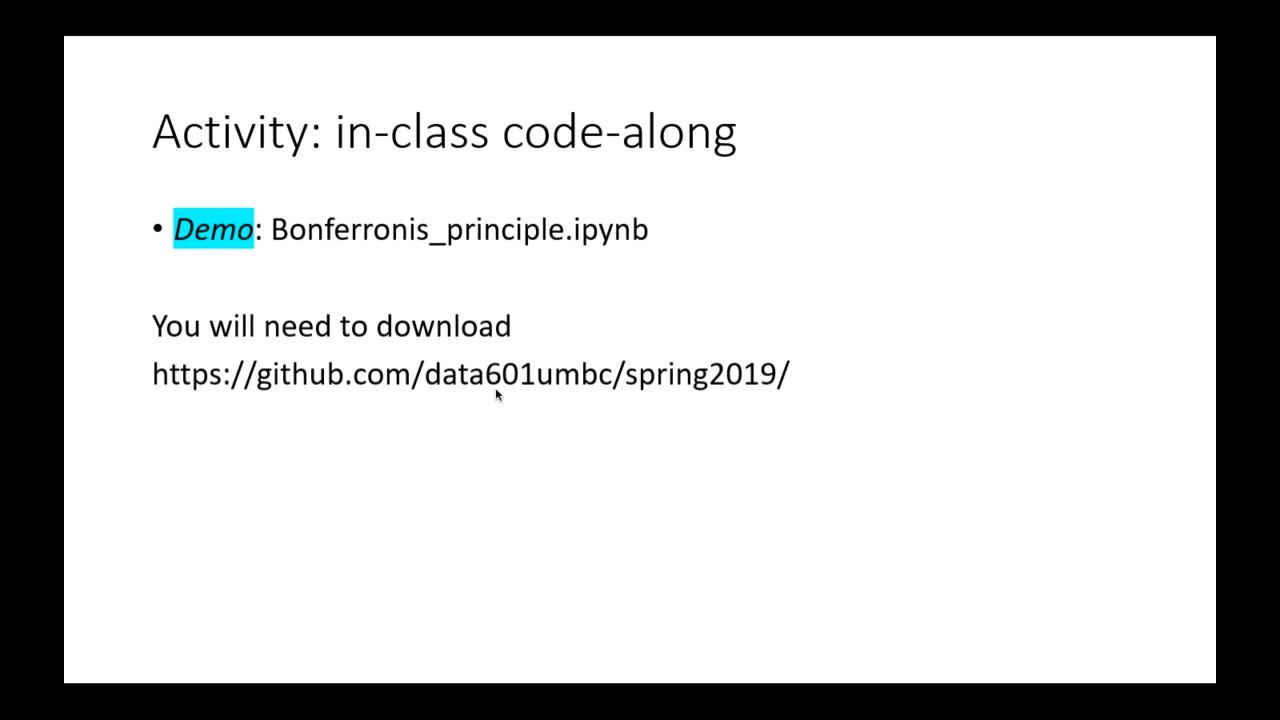 Activity: in-class code-along
• Demo: Bonferronis_principle.ipynb
You will need to download
https://github.com/data601umbc/spring2019/